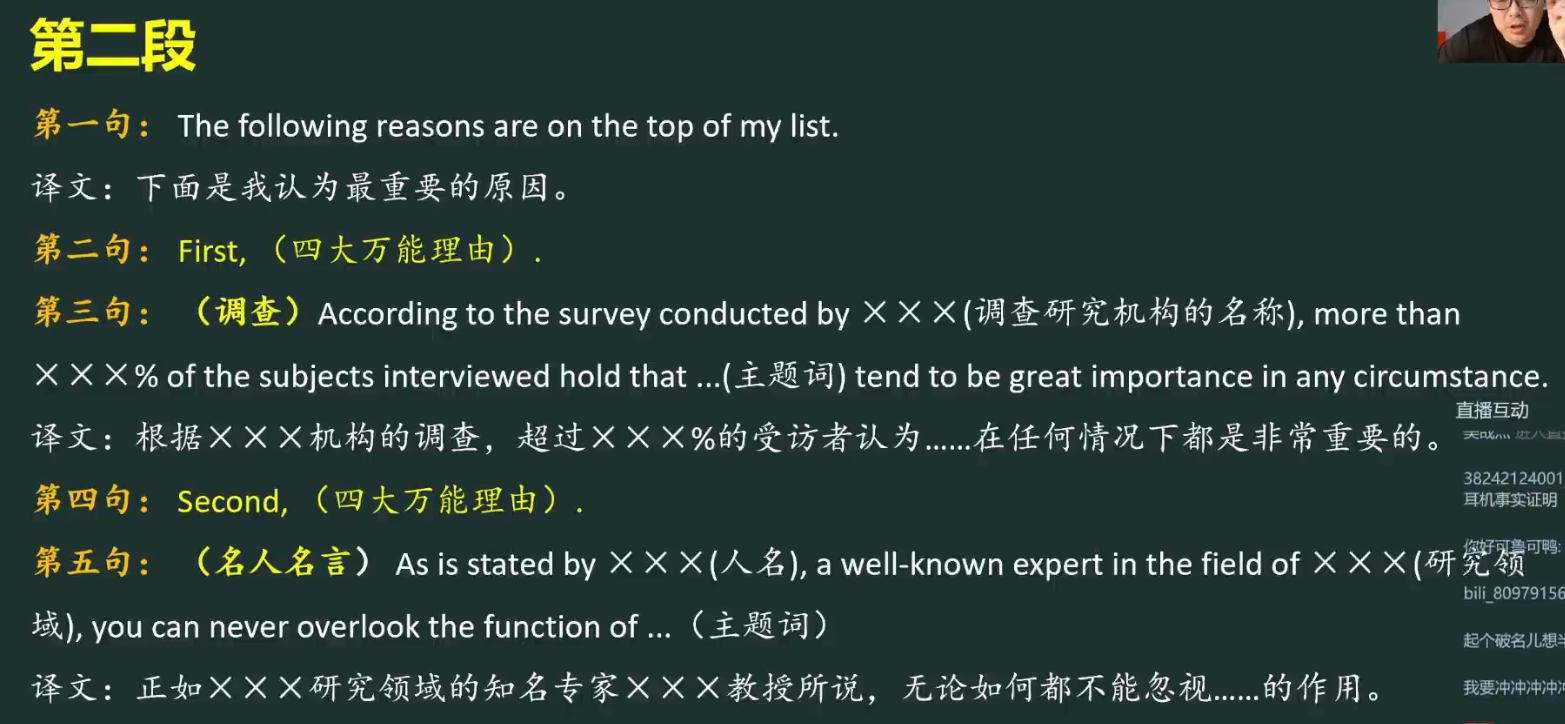 第二段
第一句： The following reasons are on the top of my list.
译文：下面是我认为最重要的原因。
第二句： First, （四大万能理由）.
第三句： （调查）According to the survey conducted by ×××(调查研究机构的名称), more than
×××% of the subjects interviewed hold that ...(主题词) tend to be great importance in any circumstance.
直播互动
译文：根据×××机构的调查，超过×××%的受访者认为……在任何情况下都是非常重要的。
38242124001
耳机事实证明
第四句： Second, （四大万能理由）.
你好可鲁可鸭:
第五句： （名人名言） As is stated by ×××(人名), a well-known expert in the field of ×××(研究领
bili_80979156
域), you can never overlook the function of ...（主题词）
起个破名儿想半
译文：正如×××研究领域的知名专家×××教授所说，无论如何都不能忽视……的作用。
我要冲冲冲冲